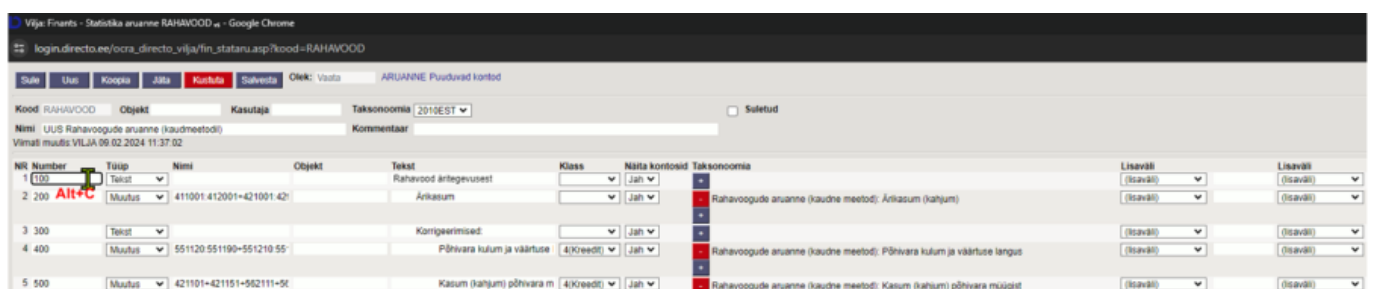 Vilja: Finants - Statistika aruanne RAHAVOOD - Google Chrome
login.directo.ee/ocra_directo_vilja/fin_stataru.asp?kood=RAHAVOOD
Sule Uus Koopia Jäta Kustuta Salvesta Olek: Vaata ARUANNE Puuduvad kontod
Kood RAHAVOOD Objekt Kasutaja Taksonoomia 2010EST Suletud
Nimi UUS Rahavoogude aruanne (kaudmeetodil) Kommentaar
Viimati muutis:VILJA 09.02.2024 11:37:02
NR Number Tüüp Nimi Objekt Tekst Klass Näita kontosid Taksonoomia Lisaväli Lisaväli
1 100 Tekst Rahavood äritegevusest Jah + (lisaväli) (lisaväli)
Alt+C
2 200 Muutus 411001:412001+421001:42 Ärikasum Jah - Rahavoogude aruanne (kaudne meetod): Ärikasum (kahjum) (lisaväli) (lisaväli)
+
3 300 Tekst Korrigeerimised: Jah + (lisaväli) (lisaväli)
4 400 Muutus 551120:551190+551210:55 Põhivara kulum ja väärtuse 4(Kreedit) Jah - Rahavoogude aruanne (kaudne meetod): Põhivara kulum ja väärtuse langus (lisaväli) (lisaväli)
+
5 500 Muutus 421101+421151+562111+5 Kasum (kahjum) põhivara m 4(Kreedit) Jah - Rahavoogude aruanne (kaudne meetod): Kasum (kahjum) põhivara müügist (lisaväli) (lisaväli)